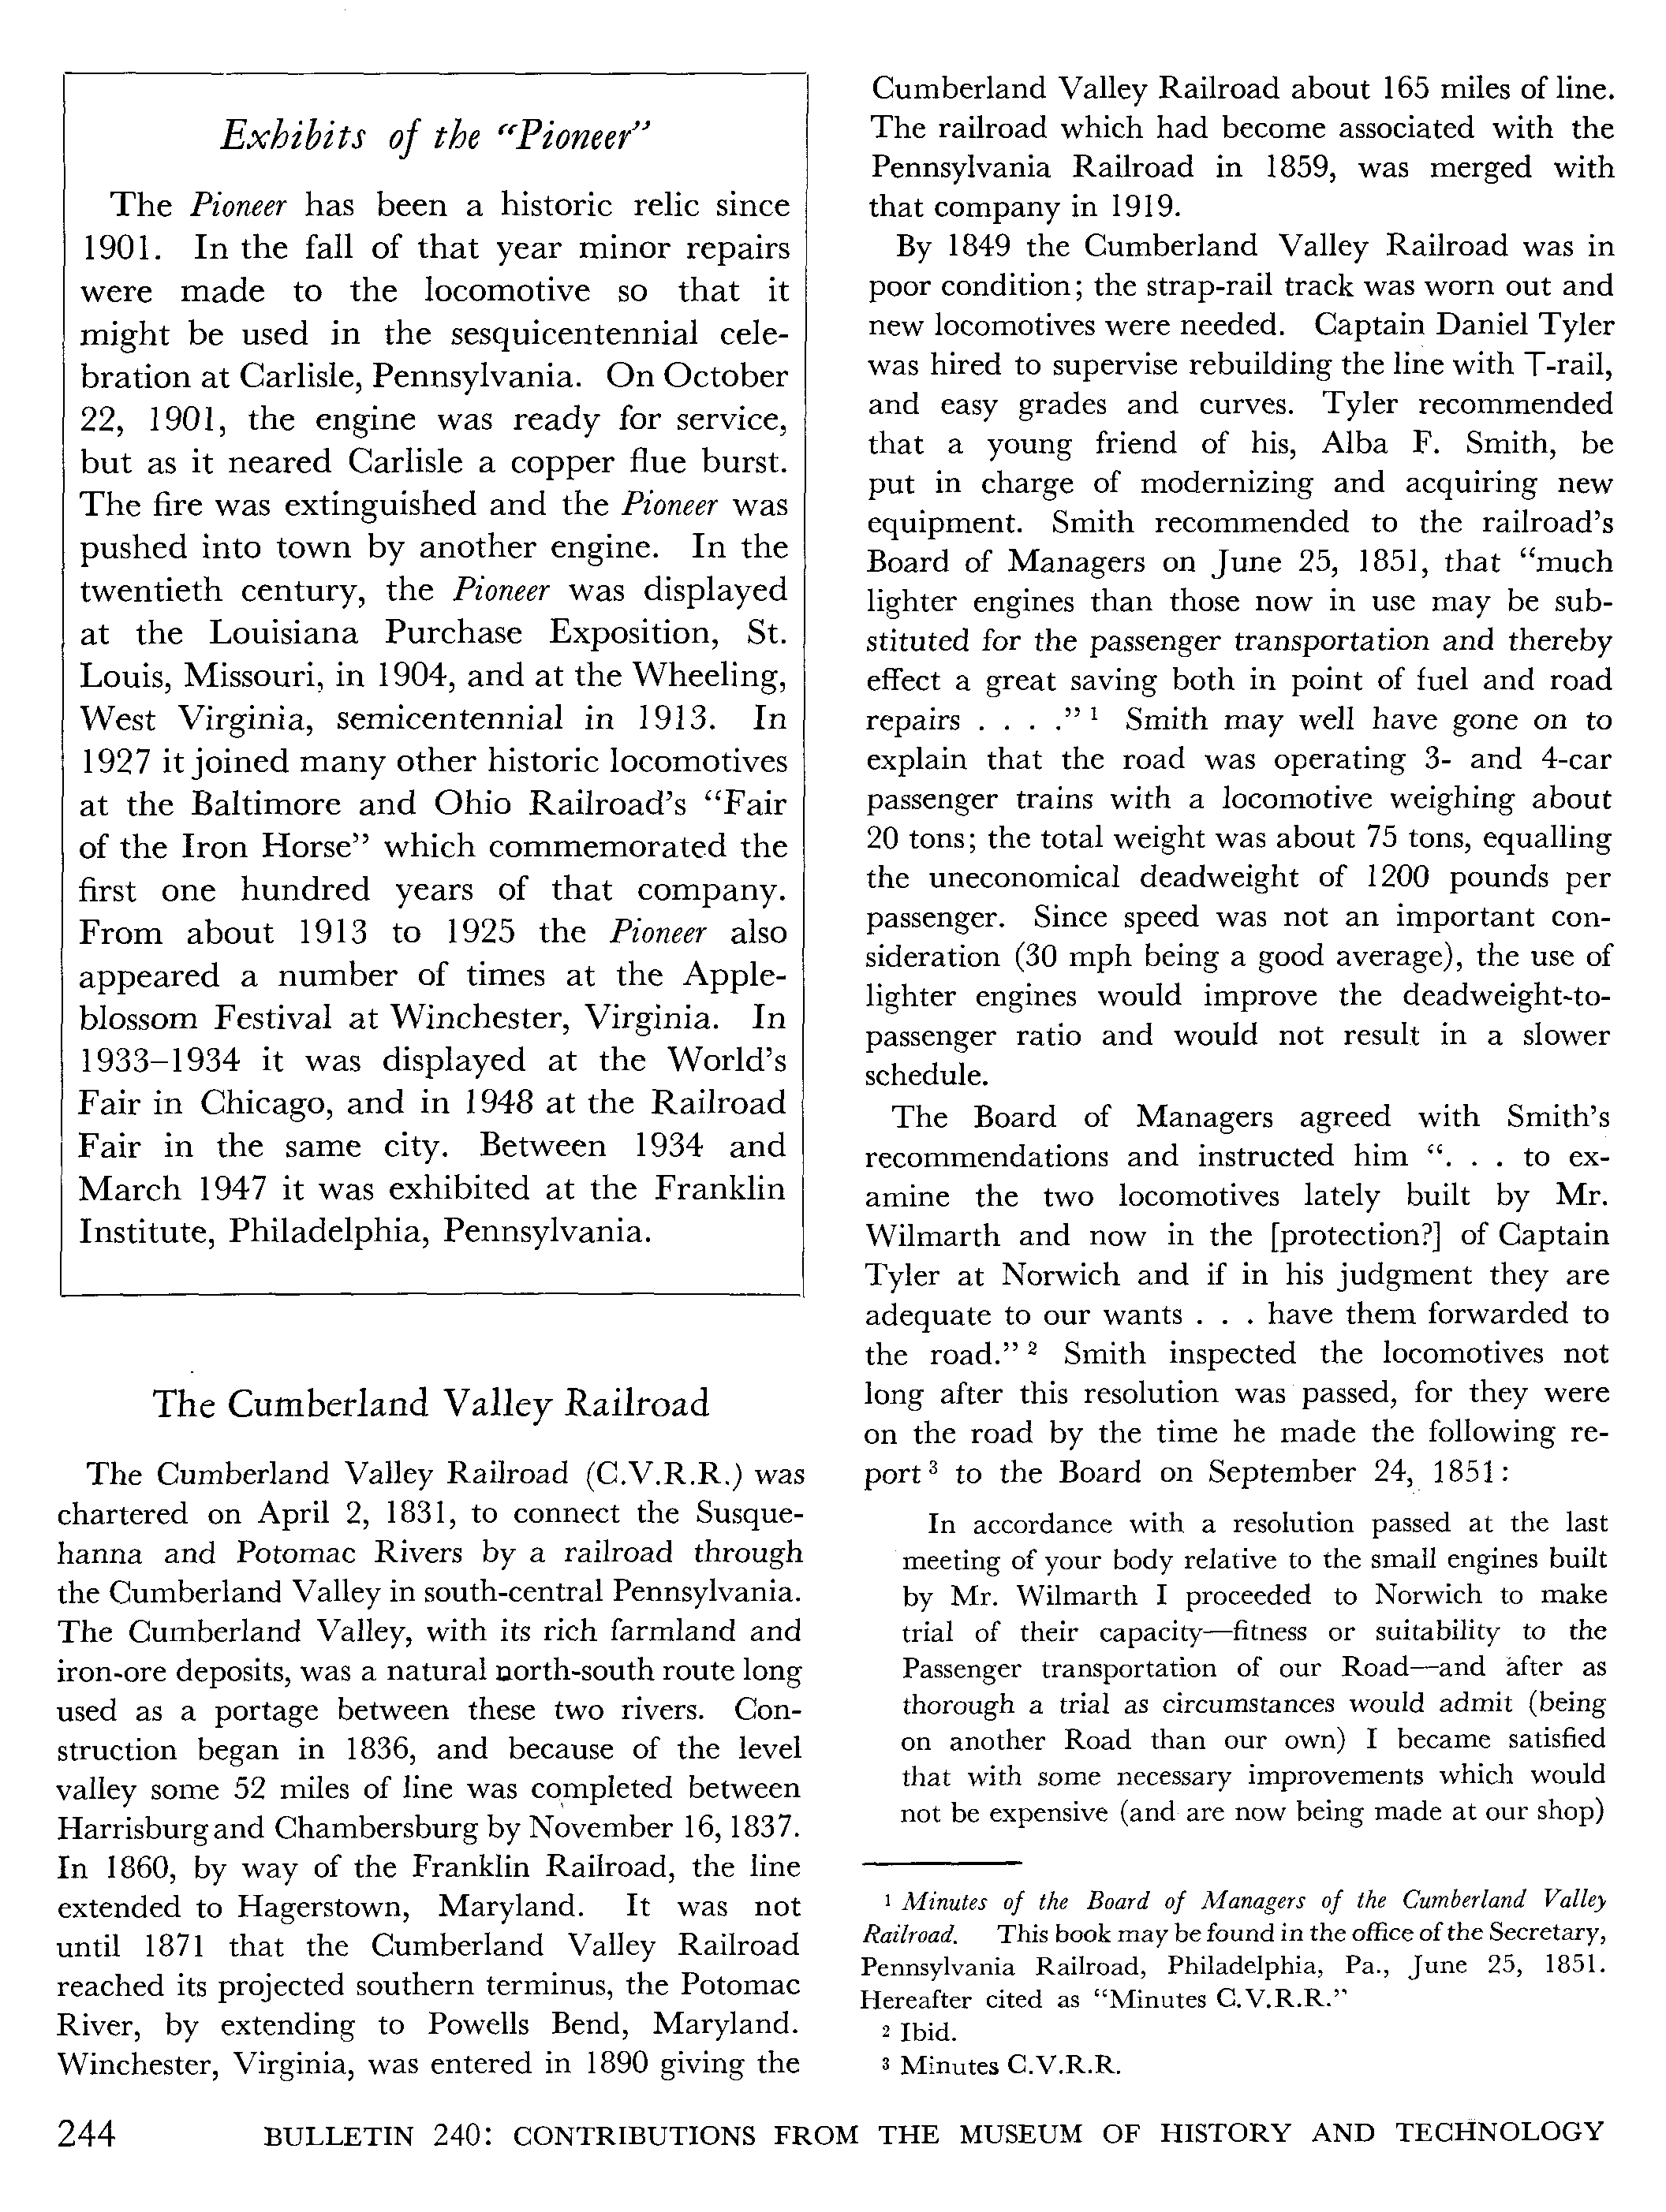 Exhibits of the “Pioneer”
The Pioneer has been a historic relic since
1901. In the fall of that year minor repairs
were made to the locomotive so that it
might be used in the sesquicentennial cele-
bration at Carlisle, Pennsylvania. On October
22, 1901, the engine was ready for service,
but as it neared Carlisle a copper flue burst.
The fire was extinguished and the Pioneer was
pushed into town by another engine. In the
twentieth century, the Pioneer was displayed
at the Louisiana Purchase Exposition, St.
Louis, Missouri, in 1904, and at the Wheeling,
West Virginia, semicentennial in 1913. In
1927 it joined many other historic locomotives
at the Baltimore and Ohio Railroad’s “Fair
of the Iron Horse” which commemorated the
first one hundred years of that company.
From about 1913 to 1925 the Pioneer also
appeared a number of times at the Apple-
blossom Festival at Winchester, Virginia. In
1933–1934 it was displayed at the World’s
Fair in Chicago, and in 1948 at the Railroad
Fair in the same city. Between 1934 and
March 1947 it was exhibited at the Franklin
Institute, Philadelphia, Pennsylvania.
The Cumberland Valley Railroad
The Cumberland Valley Railroad (C.V.R.R.) was
chartered on April 2, 1831, to connect the Susque-
hanna and Potomac Rivers by a railroad through
the Cumberland Valley in south-central Pennsylvania.
The Cumberland Valley, with its rich farmland and
iron-ore deposits, was a natural north-south route long
used as a portage between these two rivers. Con-
struction began in 1836, and because of the level
valley some 52 miles of line was completed between
Harrisburg and Chambersburg by November 16, 1837.
In 1860, by way of the Franklin Railroad, the line
extended to Hagerstown, Maryland. It was not
until 1871 that the Cumberland Valley Railroad
reached its projected southern terminus, the Potomac
River, by extending to Powells Bend, Maryland.
Winchester, Virginia, was entered in 1890 giving the
Cumberland Valley Railroad about 165 miles of line.
The railroad which had become associated with the
Pennsylvania Railroad in 1859, was merged with
that company in 1919.
By 1849 the Cumberland Valley Railroad was in
poor condition; the strap-rail track was worn out and
new locomotives were needed. Captain Daniel Tyler
was hired to supervise rebuilding the line with T-rail,
and easy grades and curves. Tyler recommended
that a young friend of his, Alba F. Smith, be
put in charge of modernizing and acquiring new
equipment. Smith recommended to the railroad’s
Board of Managers on June 25, 1851, that “much
lighter engines than those now in use may be sub-
stituted for the passenger transportation and thereby
effect a great saving both in point of fuel and road
repairs . . . .” 1 Smith may well have gone on to
explain that the road was operating 3- and 4-car
passenger trains with a locomotive weighing about
20 tons; the total weight was about 75 tons, equalling
the uneconomical deadweight of 1200 pounds per
passenger. Since speed was not an important con-
sideration (30 mph being a good average), the use of
lighter engines would improve the deadweight-to-
passenger ratio and would not result in a slower
schedule.
The Board of Managers agreed with Smith’s
recommendations and instructed him “. . . to ex-
amine the two locomotives lately built by Mr.
Wilmarth and now in the [protection?] of Captain
Tyler at Norwich and if in his judgment they are
adequate to our wants . . . have them forwarded to
the road.” 2 Smith inspected the locomotives not
long after this resolution was passed, for they were
on the road by the time he made the following re-
port 3 to the Board on September 24, 1851:
In accordance with a resolution passed at the last
meeting of your body relative to the small engines built
by Mr. Wilmarth I proceeded to Norwich to make
trial of their capacity—fitness or suitability to the
Passenger transportation of our Road—and after as
thorough a trial as circumstances would admit (being
on another Road than our own) I became satisfied
that with some necessary improvements which would
not be expensive (and are now being made at our shop)
1 Minutes of the Board of Managers of the Cumberland Valley
Railroad. This book may be found in the office of the Secretary,
Pennsylvania Railroad, Philadelphia, Pa., June 25, 1851.
Hereafter cited as “Minutes C.V.R.R.”
2 Ibid.
3 Minutes C.V.R.R.
244 BULLETIN 240: CONTRIBUTIONS FROM THE MUSEUM OF HISTORY AND TECHNOLOGY